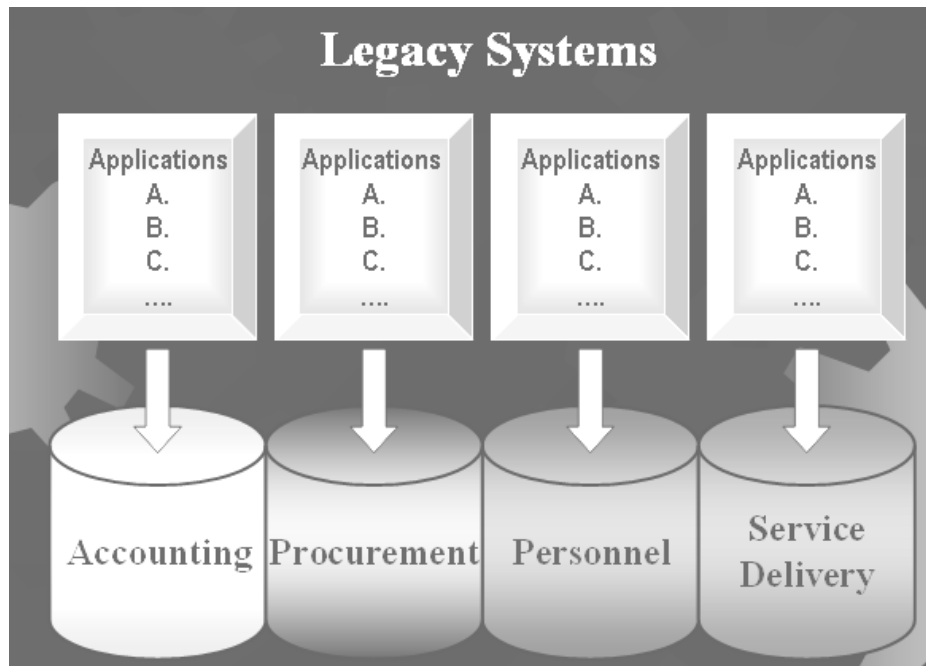 Legacy Systems
Applications
A.
B.
C.
....
Applications
A.
B.
C.
....
Applications
A.
B.
C.
....
Applications
A.
B.
C.
....
Accounting
Procurement
Personnel
Service
Delivery